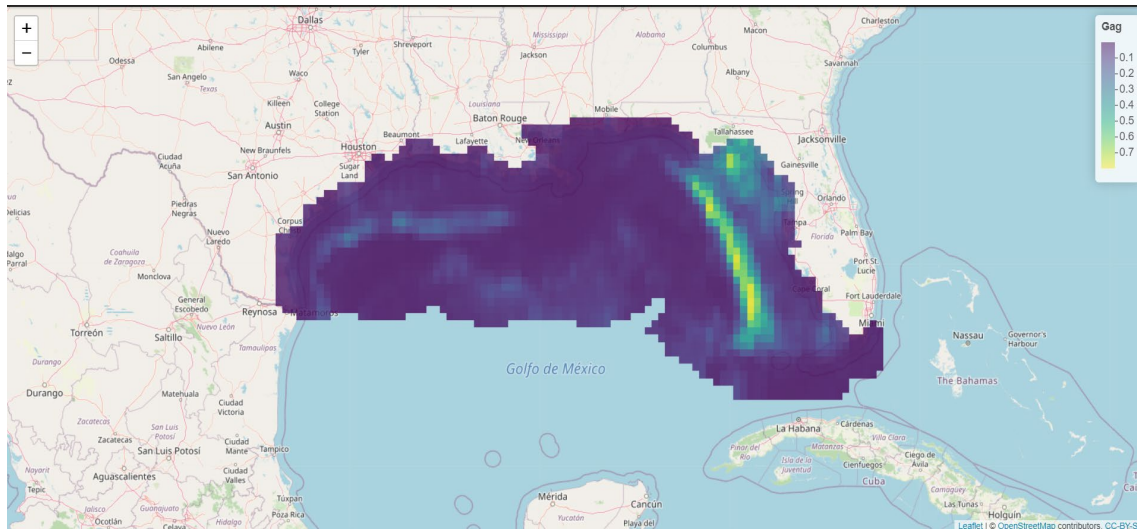 +
−
Gag
0.1
0.2
0.3
0.4
0.5
0.6
0.7
Dallas
Abilene
Tyler
Shreveport
Mississippi
Alabama
Macon
Charleston
Odessa
Jackson
Columbus
Savannah
Waco
San Angelo
Texas
Albany
Killeen
College Station
Louisiana
Mobile
Austin
Beaumont
Lafayette
Baton Rouge
Tallahassee
Jacksonville
Ciudad Acuña
New Braunfels
Houston
Sugar Land
Gainesville
San Antonio
Piedras Negras
Orlando
Delicias
Nuevo Laredo
Corpus
Tampa
Palm Bay
Florida
Coahuila de Zaragoza
Monclova
Port St. Lucie
Parral
General Escobedo
Reynosa
Matamoros
Cape Coral
Fort Lauderdale
Nuevo León
Miami
Torreón
Saltillo
Nassau
Governor's Harbour
Tamaulipas
Durango
Golfo de México
The Bahamas
Durango
Matehuala
Ciudad Victoria
Zacatecas
Zacatecas
San Luis Potosí
Ciudad Mante
La Habana
Cárdenas
San Luis Potosí
Tampico
Pinar del Río
Matanzas
Villa Clara
Nayarit
Aguascalientes
Ciudad Valles
Isla de la Juventud
Cienfuegos
Ciego de Ávila
Tepic
Cuba
Camagüey
Jalisco
Guanajuato
Túxpan
Mérida
Cancún
Las Tunas
Ocotlán
Celaya
Hidalgo
Poza Rica
Yucatán
Playa del
Holguín
Leaflet | © OpenStreetMap contributors, CC-BY-S